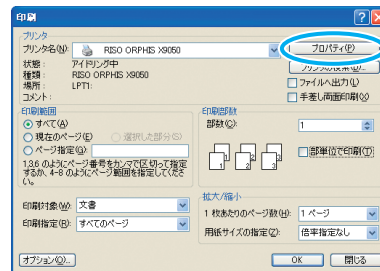 印刷
プリンタ
プリンタ名(N): RISO ORPHIS X9050 プロパティ(P)
状態: アイドリング中 プリンタの検索(D)...
種類: RISO ORPHIS X9050
場所: LPT1: ファイルへ出力(L)
コメント: 手差し両面印刷(X)
印刷範囲
すべて(A)
現在のページ(E) 選択した部分(S)
ページ指定(G):
1,3,6 のようにページ番号をカンマで区切って指定
するか、4-8 のようにページ範囲を指定してくださ
い。
印刷部数
部数(C): 1
部単位で印刷(T)
印刷対象(W): 文書
印刷指定(R): すべてのページ
拡大/縮小
1 枚あたりのページ数(H): 1 ページ
用紙サイズの指定(Z): 倍率指定なし
オプション(O)... OK 閉じる